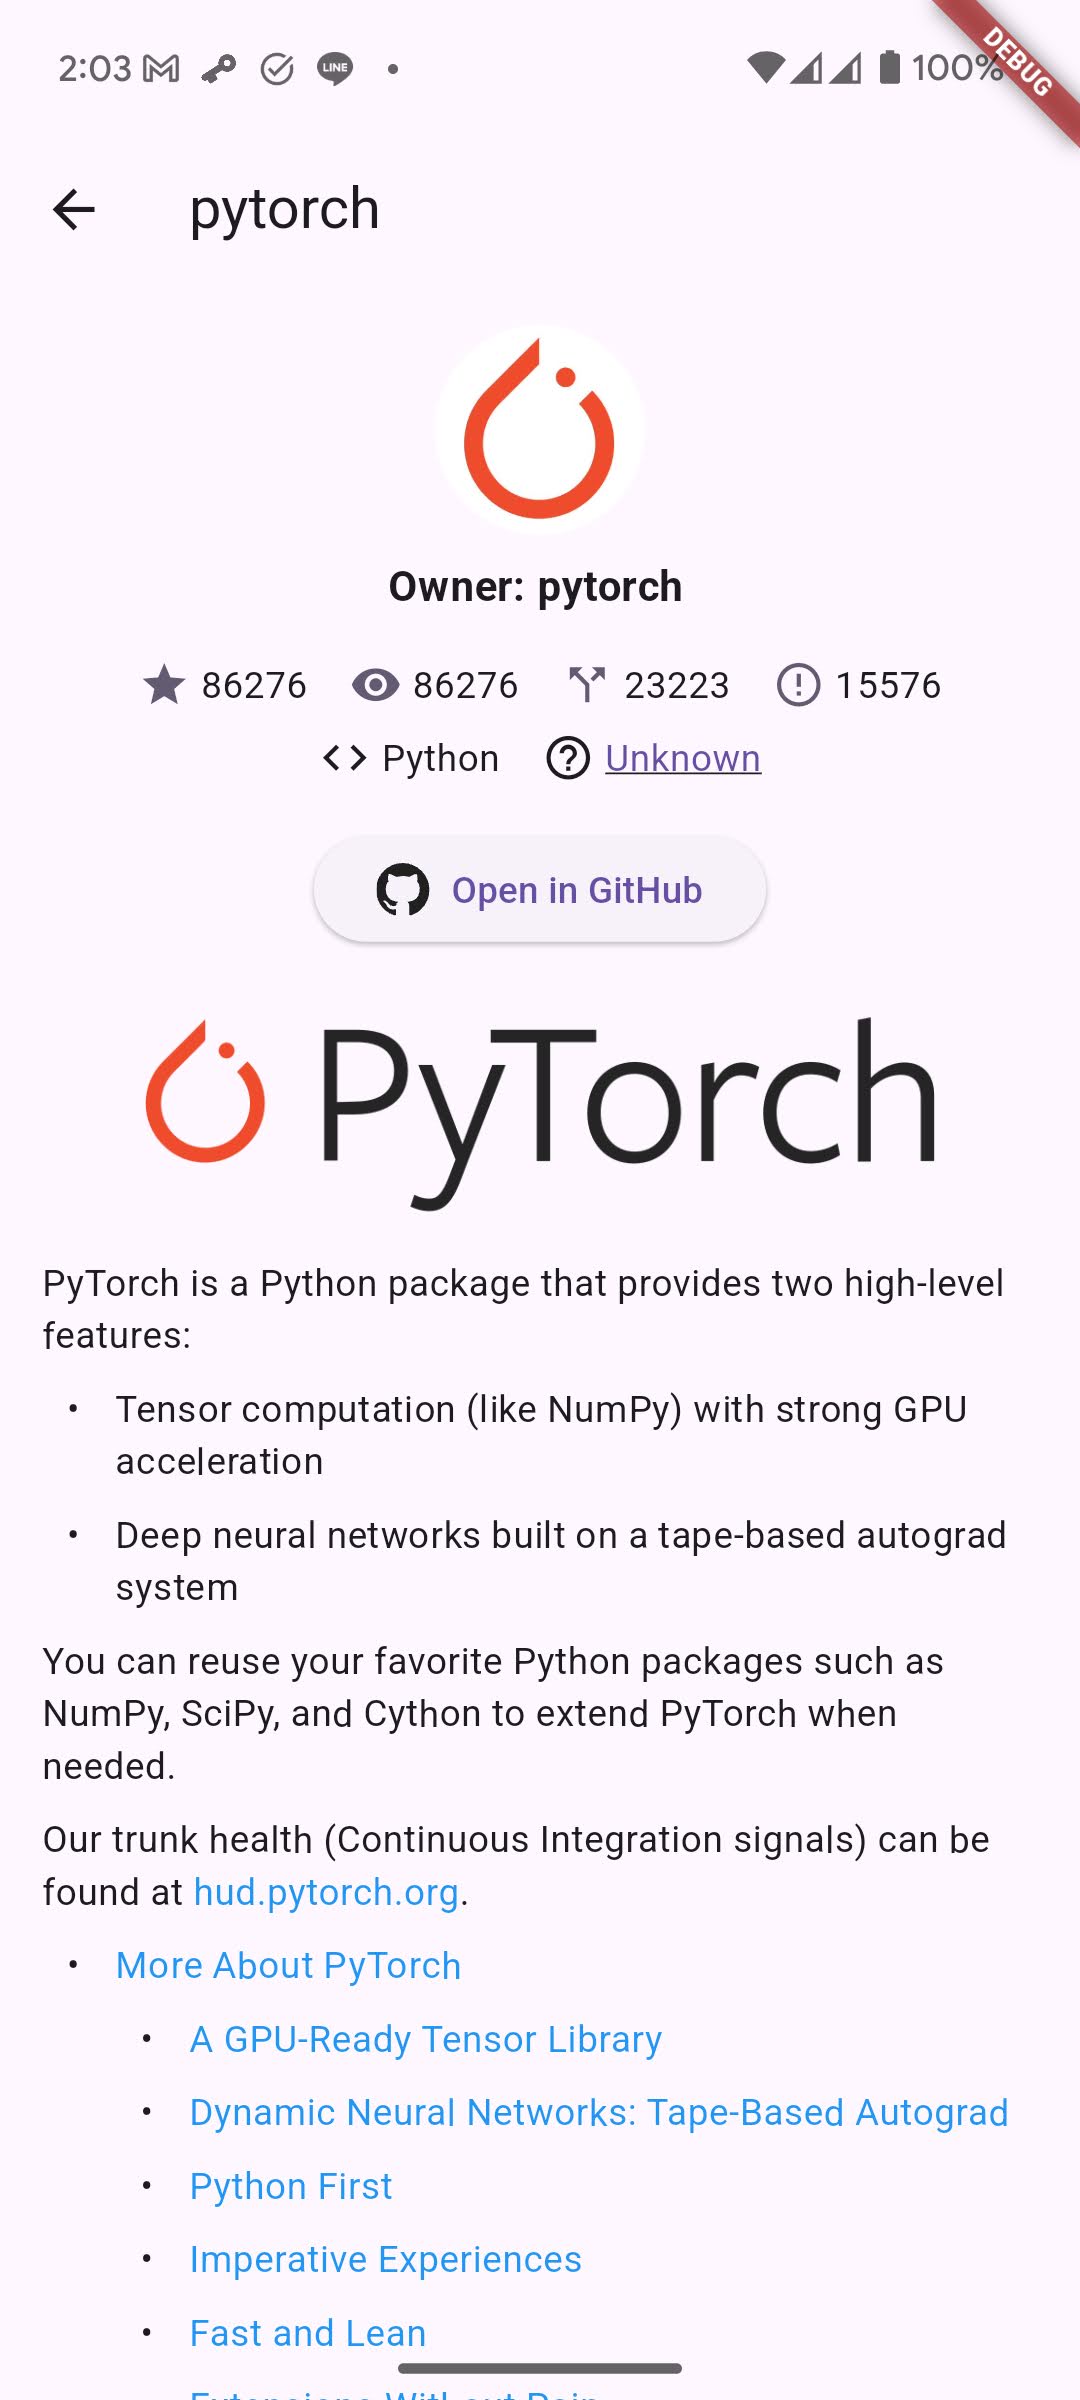 2:03
LINE
100%
DEBUG
pytorch
Owner: pytorch
86276 86276 23223 15576
Python Unknown
Open in GitHub
PyTorch
PyTorch is a Python package that provides two high-level
features:
• Tensor computation (like NumPy) with strong GPU
acceleration
• Deep neural networks built on a tape-based autograd
system
You can reuse your favorite Python packages such as
NumPy, SciPy, and Cython to extend PyTorch when
needed.
Our trunk health (Continuous Integration signals) can be
found at hud.pytorch.org.
• More About PyTorch
• A GPU-Ready Tensor Library
• Dynamic Neural Networks: Tape-Based Autograd
• Python First
• Imperative Experiences
• Fast and Lean
Extensions Without Pain